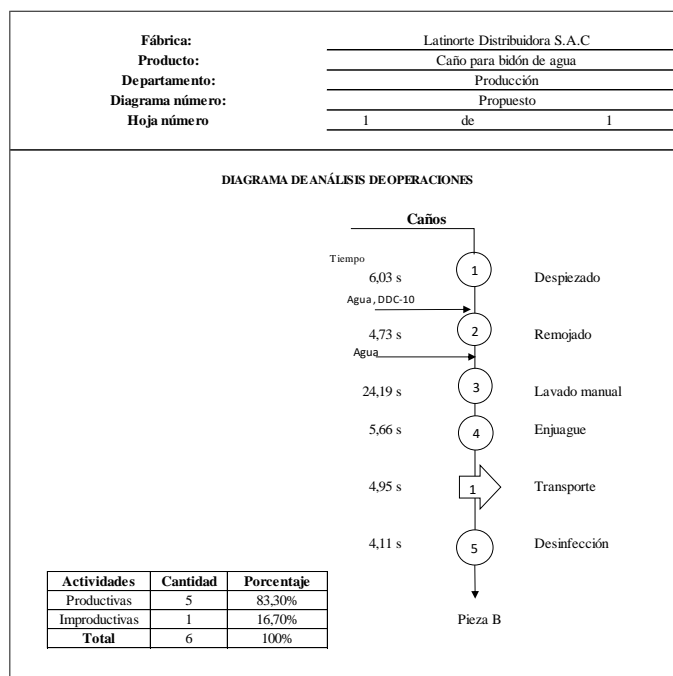 Fábrica: Latinorte Distribuidora S.A.C
Producto: Caño para bidón de agua
Departamento: Producción
Diagrama número: Propuesto
Hoja número 1 de 1
DIAGRAMA DE ANÁLISIS DE OPERACIONES
Caños
Tiempo
6,03 s 1 Despiezado
Agua , DDC-10
4,73 s 2 Remojado
Agua
24,19 s 3 Lavado manual
5,66 s 4 Enjuague
4,95 s 1 Transporte
4,11 s 5 Desinfección
Actividades Cantidad Porcentaje
Productivas 5 83,30%
Improductivas 1 16,70%
Total 6 100%
Pieza B